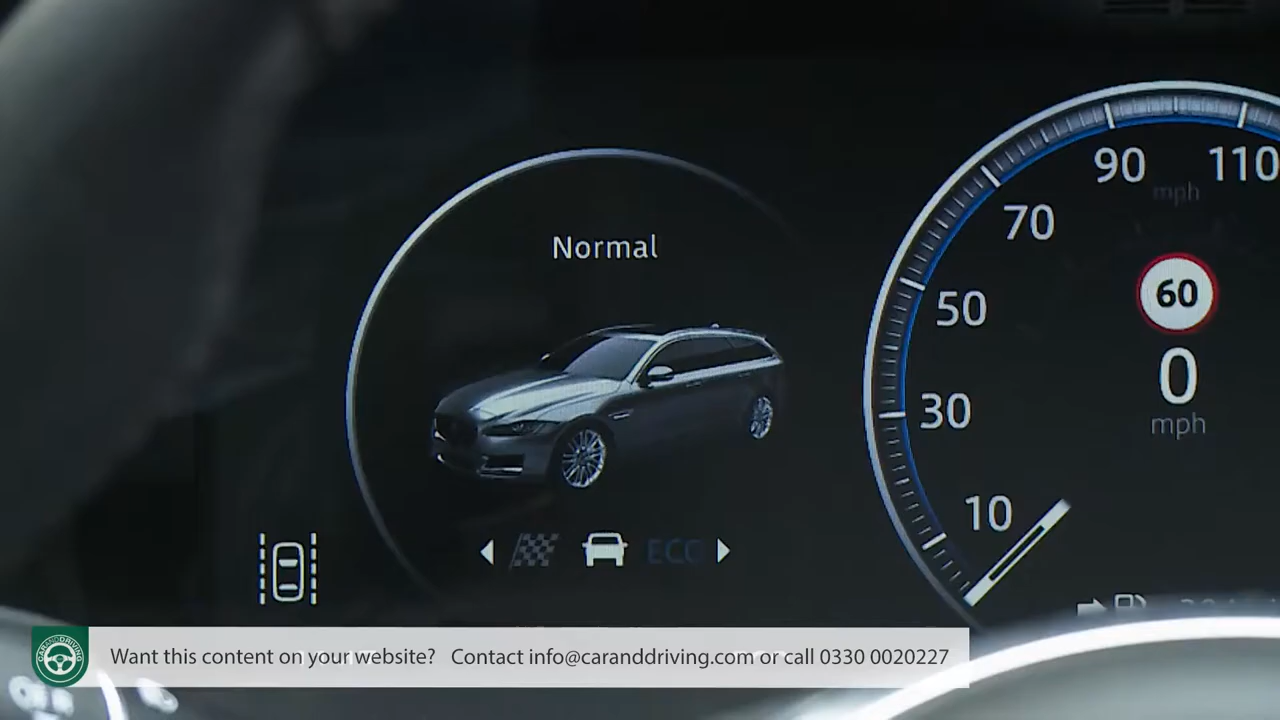 Normal
ECO
90
110
mph
70
60
50
0
mph
30
10
CARANDDRIVING
Want this content on your website? Contact info@caranddriving.com or call 0330 0020227